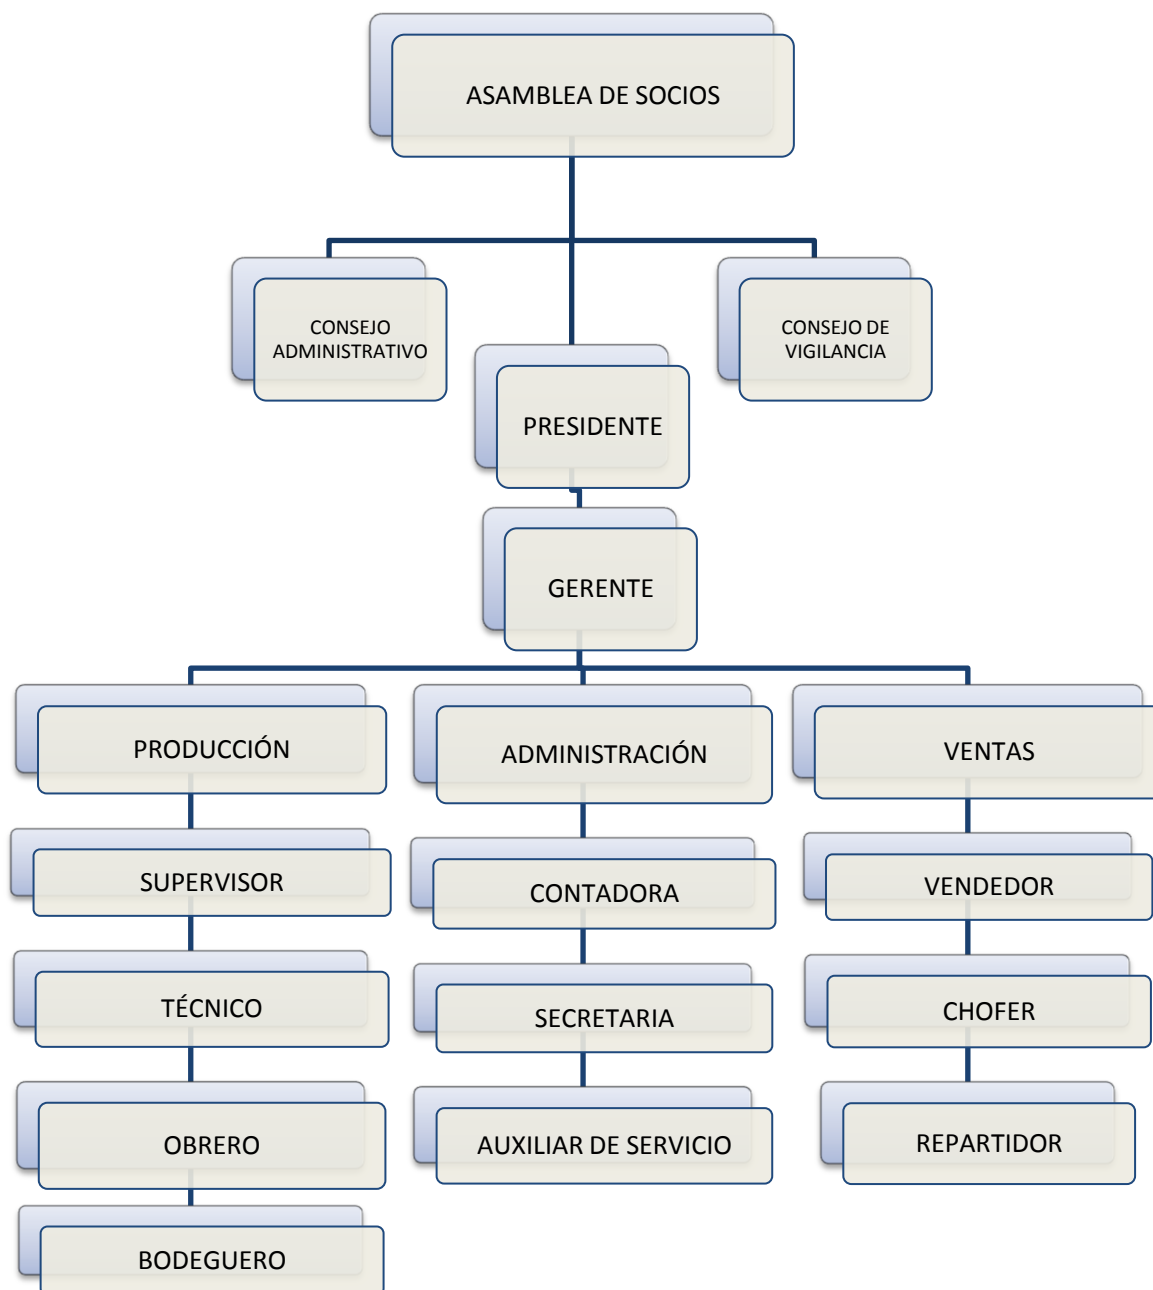 ASAMBLEA DE SOCIOS
CONSEJO
ADMINISTRATIVO
CONSEJO DE
VIGILANCIA
PRESIDENTE
GERENTE
PRODUCCIÓN
ADMINISTRACIÓN
VENTAS
SUPERVISOR
CONTADORA
VENDEDOR
TÉCNICO
SECRETARIA
CHOFER
OBRERO
AUXILIAR DE SERVICIO
REPARTIDOR
BODEGUERO